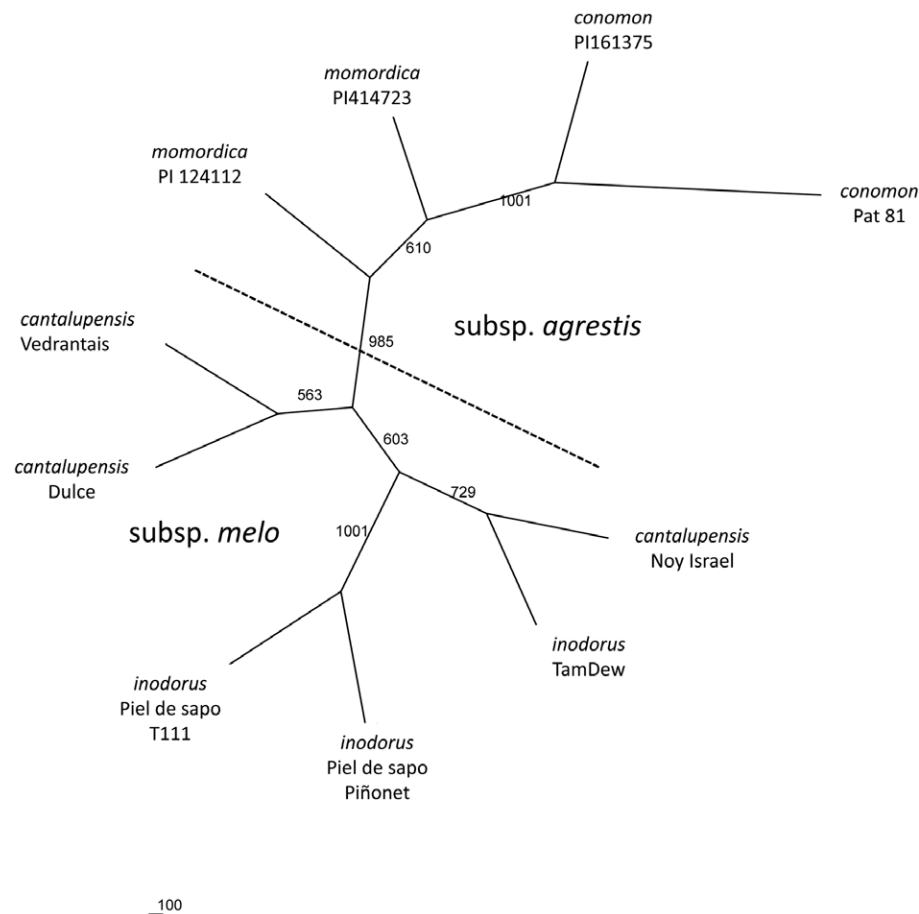 conomon
PI161375
momordica
PI414723
momordica
PI 124112
1001
conomon
Pat 81
610
cantalupensis
Vedrantais
subsp. agrestis
985
563
603
cantalupensis
Dulce
729
subsp. melo
1001
cantalupensis
Noy Israel
inodorus
TamDew
inodorus
Piel de sapo
T111
inodorus
Piel de sapo
Piñonet
100